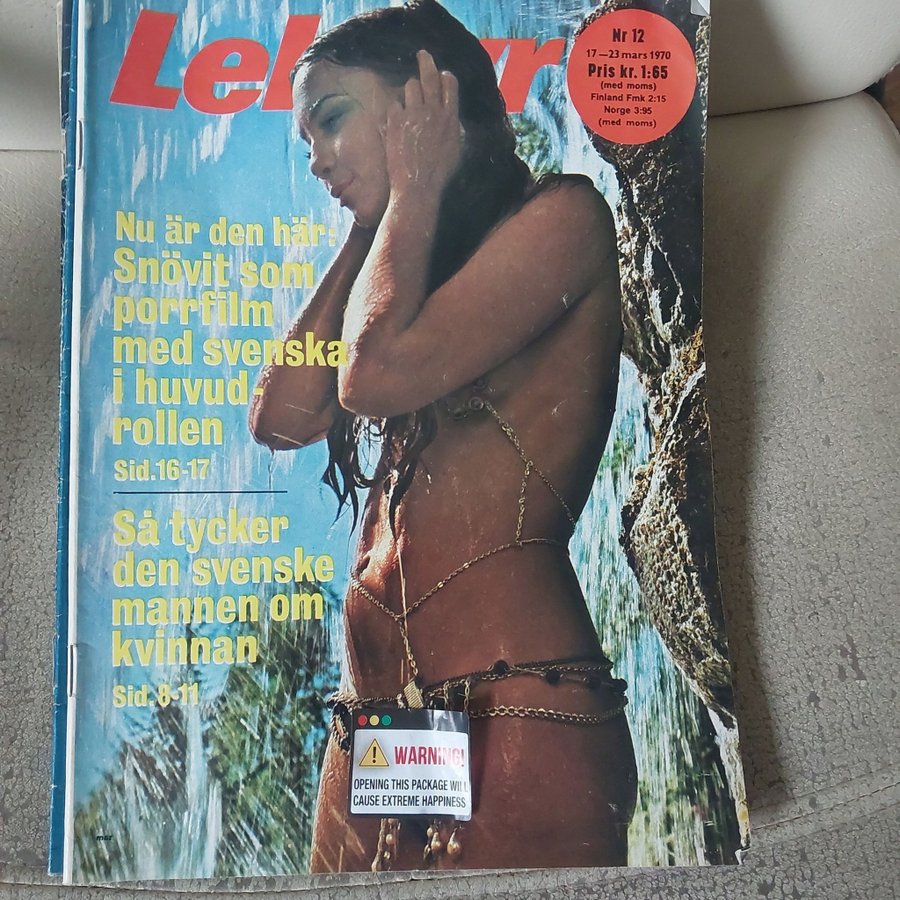 Nr 12
17—23 mars 1970
Pris kr. 1:65
(med moms)
Finland Fmk 2:15
Norge 3:95
(med moms)
Nu är den här:
Snövit som
porrfilm
med svenska
i huvud-
rollen
Sid.16-17
Så tycker
den svenske
mannen om
kvinnan
Sid. 8-11
WARNING!
OPENING THIS PACKAGE WILL
CAUSE EXTREME HAPPINESS